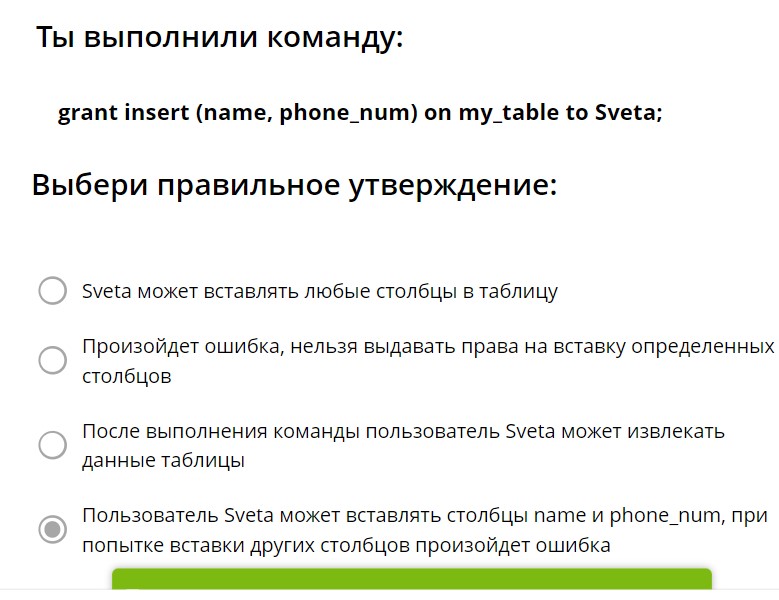 Ты выполнили команду:
grant insert (name, phone_num) on my_table to Sveta;
Выбери правильное утверждение:
Sveta может вставлять любые столбцы в таблицу
Произойдет ошибка, нельзя выдавать права на вставку определенных
столбцов
После выполнения команды пользователь Sveta может извлекать
данные таблицы
Пользователь Sveta может вставлять столбцы name и phone_num, при
попытке вставки других столбцов произойдет ошибка